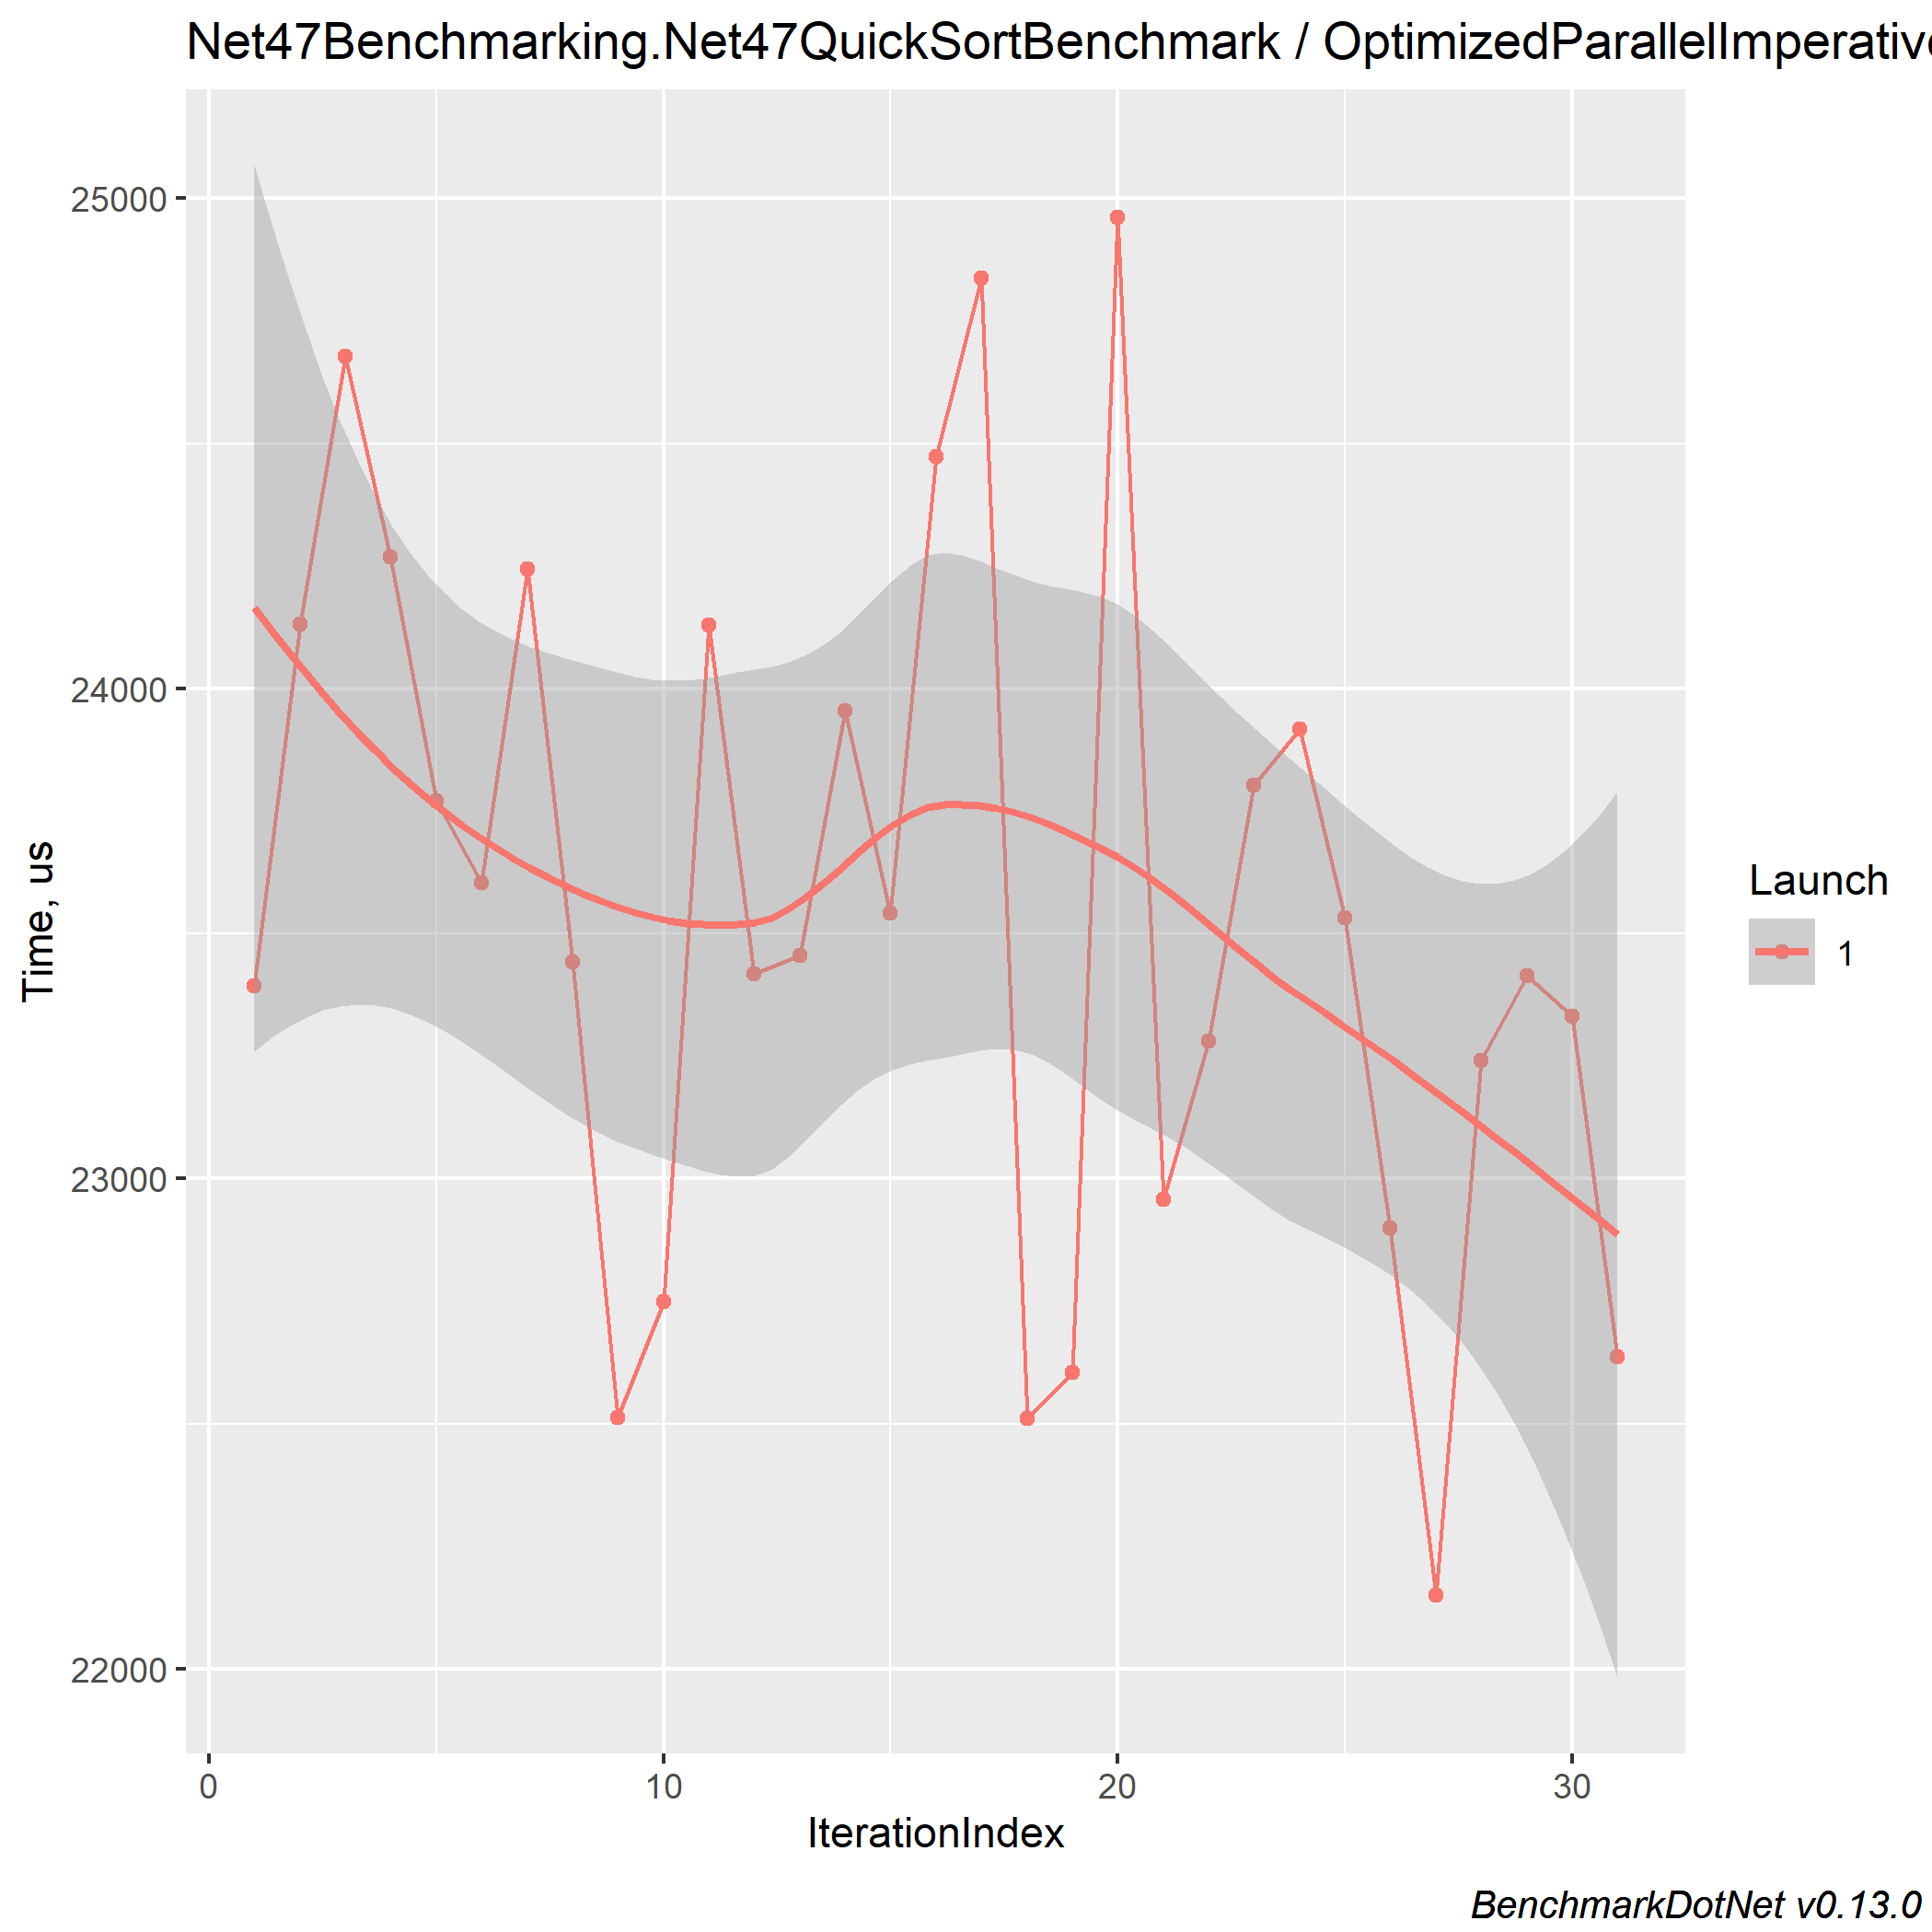 Net47Benchmarking.Net47QuickSortBenchmark / OptimizedParallelImperative
Time, us
25000
24000
23000
22000
0 10 20 30
IterationIndex
Launch
1
BenchmarkDotNet v0.13.0